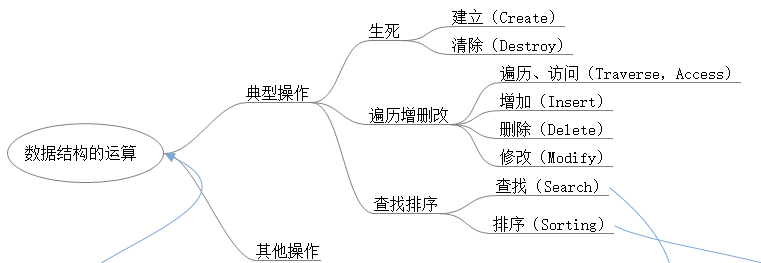 数据结构的运算
典型操作
生死
建立（Create）
清除（Destroy）
遍历增删改
遍历、访问（Traverse，Access）
增加（Insert）
删除（Delete）
修改（Modify）
查找排序
查找（Search）
排序（Sorting）
其他操作